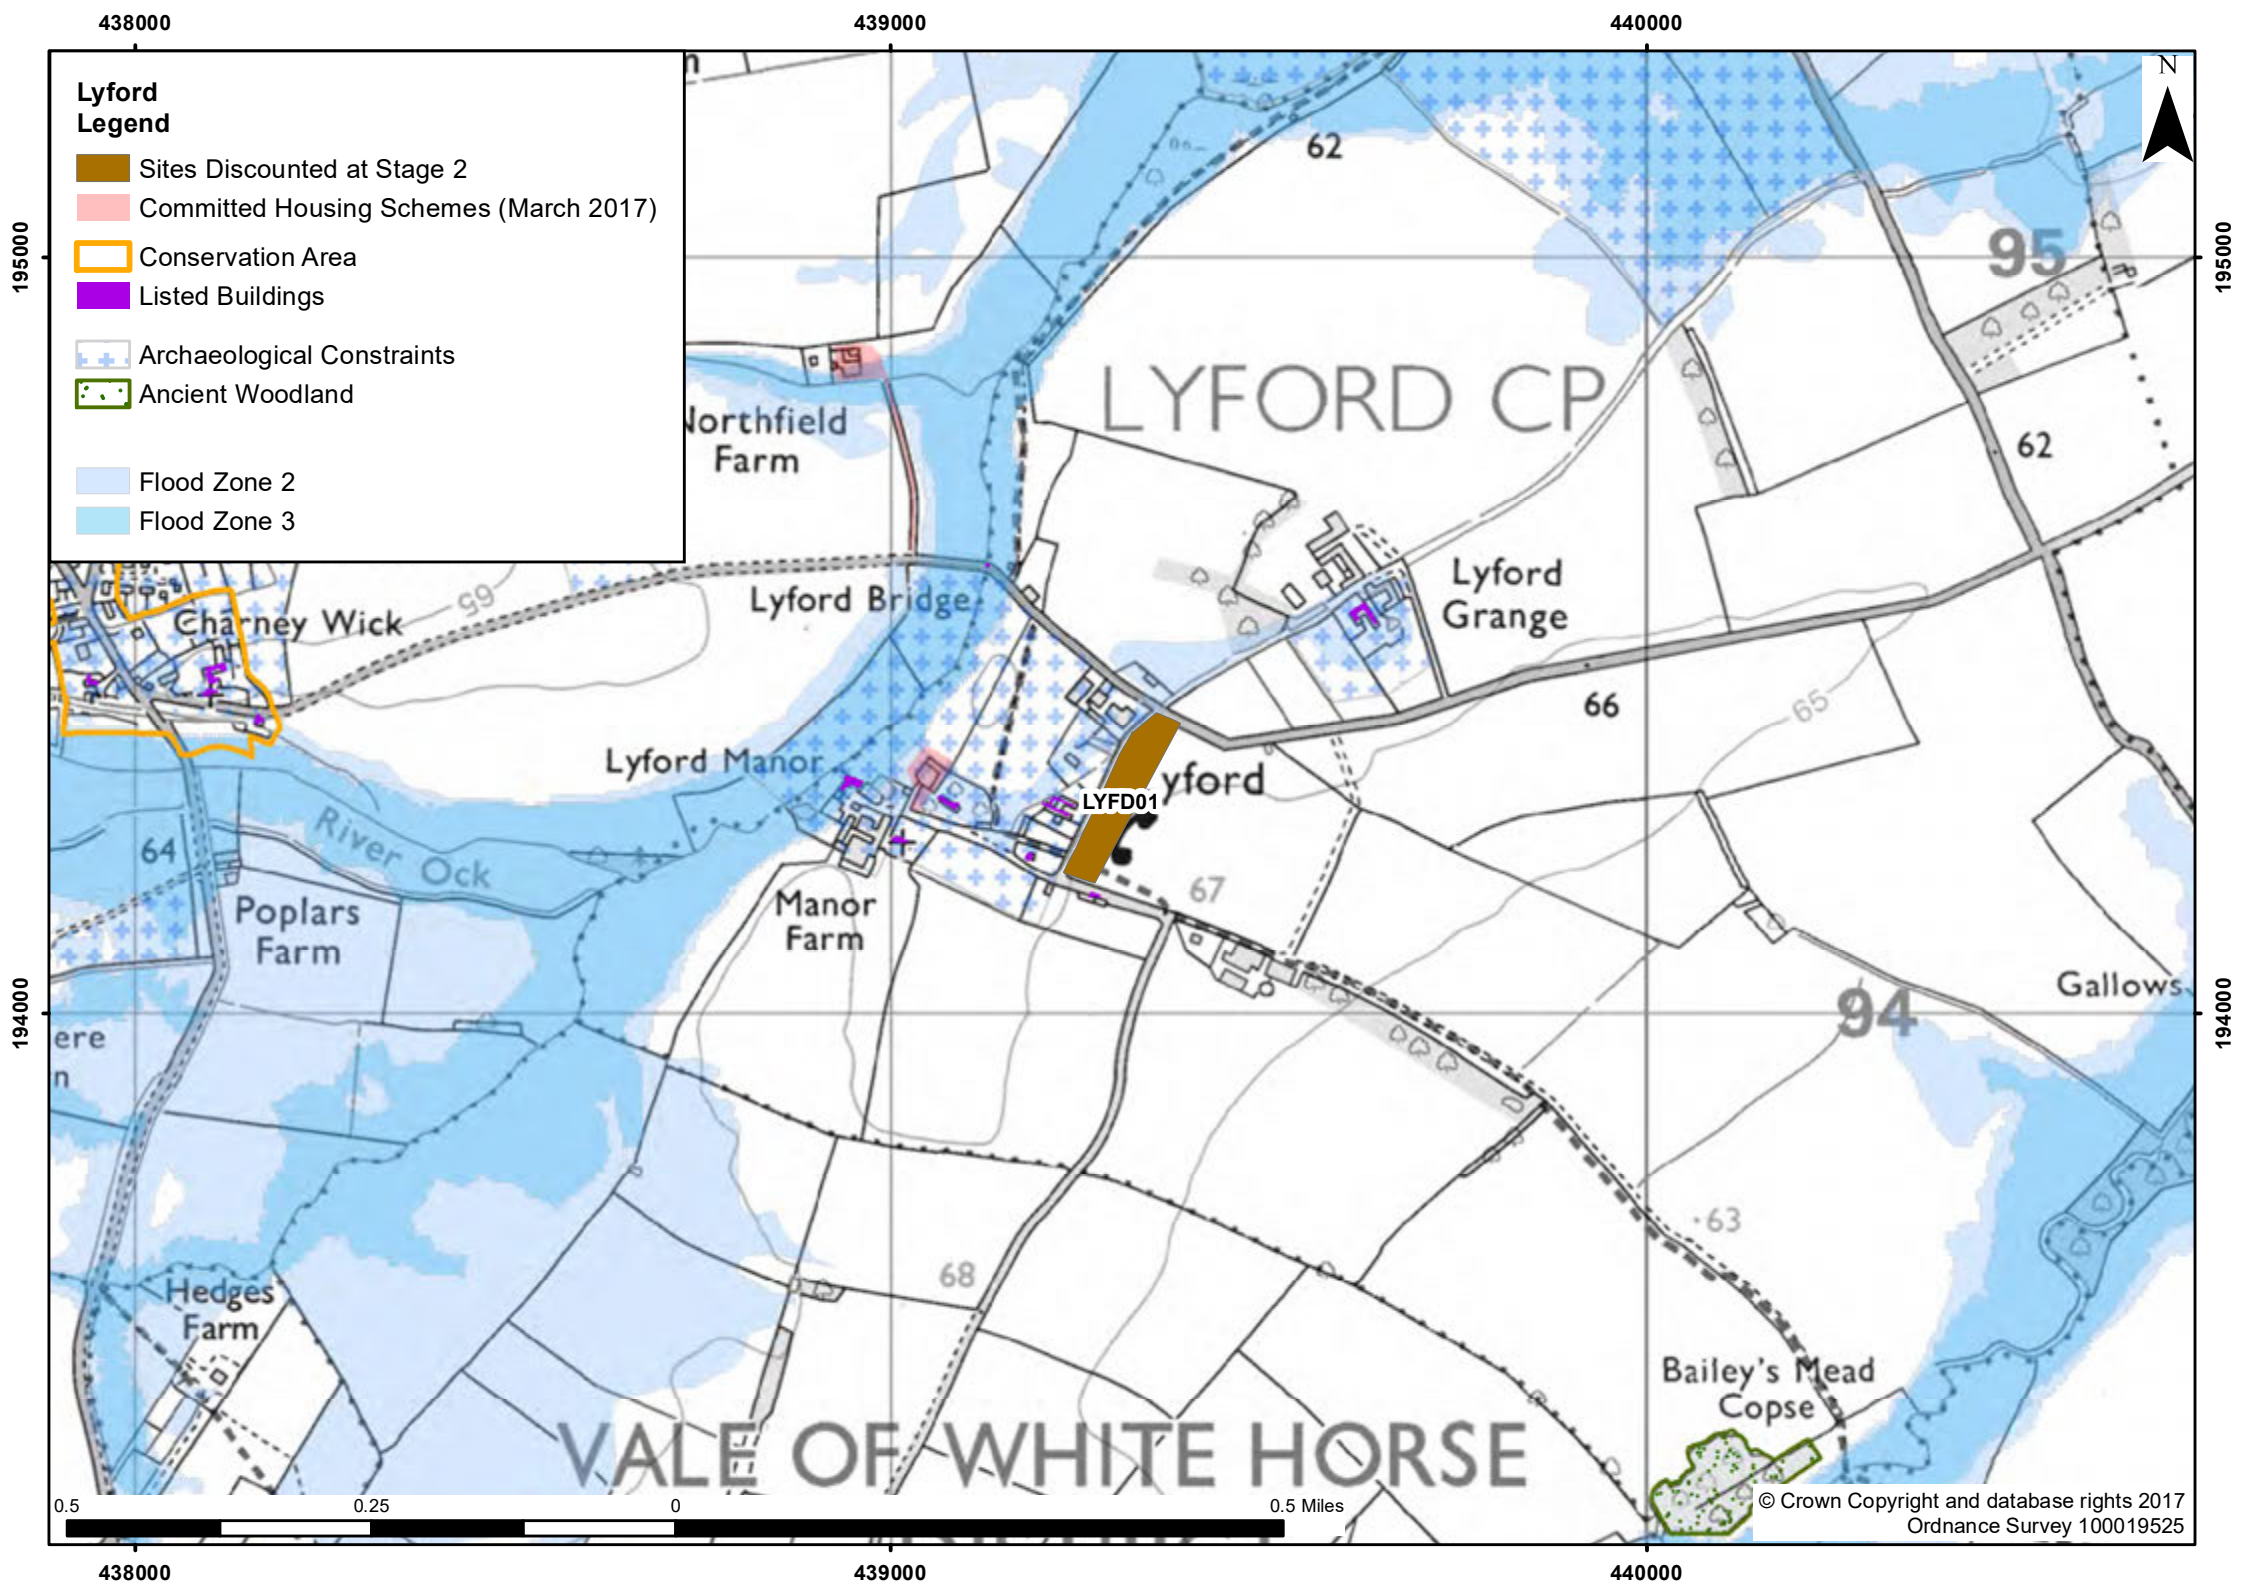 438000
439000
440000
N
Lyford
Legend
Sites Discounted at Stage 2
Committed Housing Schemes (March 2017)
Conservation Area
Listed Buildings
Archaeological Constraints
Ancient Woodland
Flood Zone 2
Flood Zone 3
n
62
195000
195000
95
LYFORD CP
Northfield
Farm
62
Lyford
Grange
Lyford Bridge
65
Charney Wick
66
65
Lyford Manor
yford
LYFD01
River Ock
64
67
Poplars
Farm
Manor
Farm
Gallows
94
194000
194000
ere
n
63
68
Hedges
Farm
Bailey's Mead
Copse
VALE OF WHITE HORSE
0.5
0.25
0
0.5 Miles
© Crown Copyright and database rights 2017
Ordnance Survey 100019525
438000
439000
440000